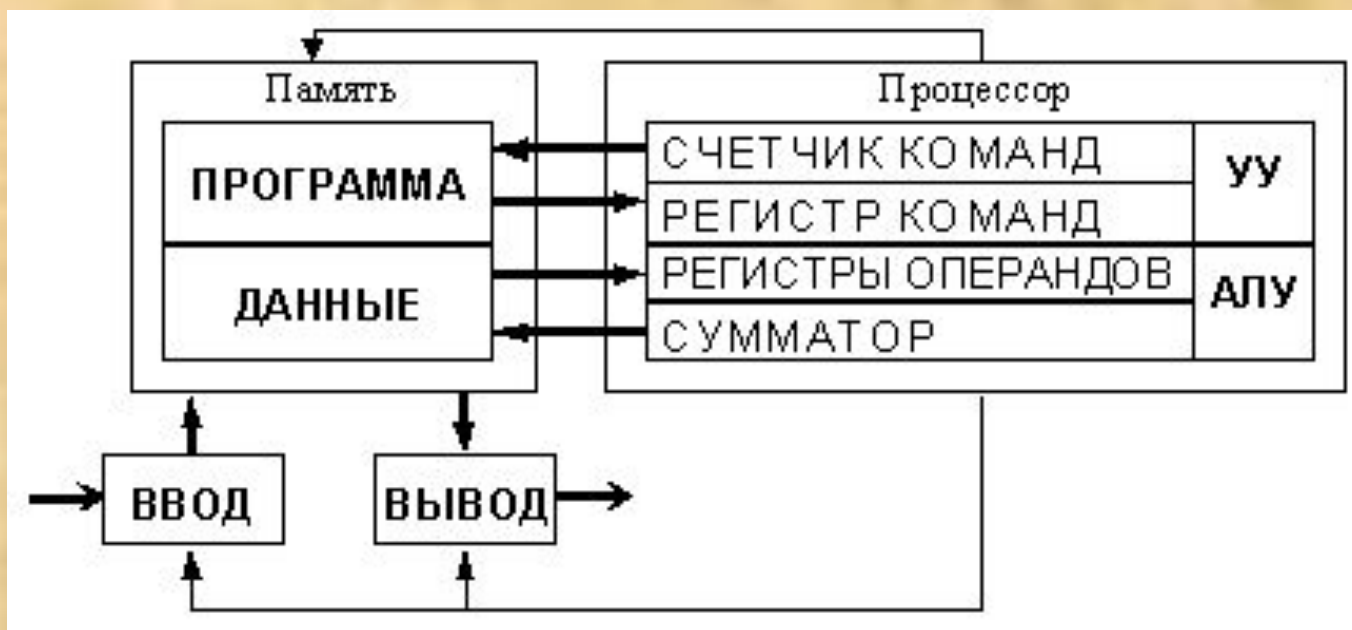 Память
Процессор
ПРОГРАММА
ДАННЫЕ
СЧЕТЧИК КОМАНД
РЕГИСТР КОМАНД
УУ
РЕГИСТРЫ ОПЕРАНДОВ
СУММАТОР
АЛУ
ВВОД
ВЫВОД